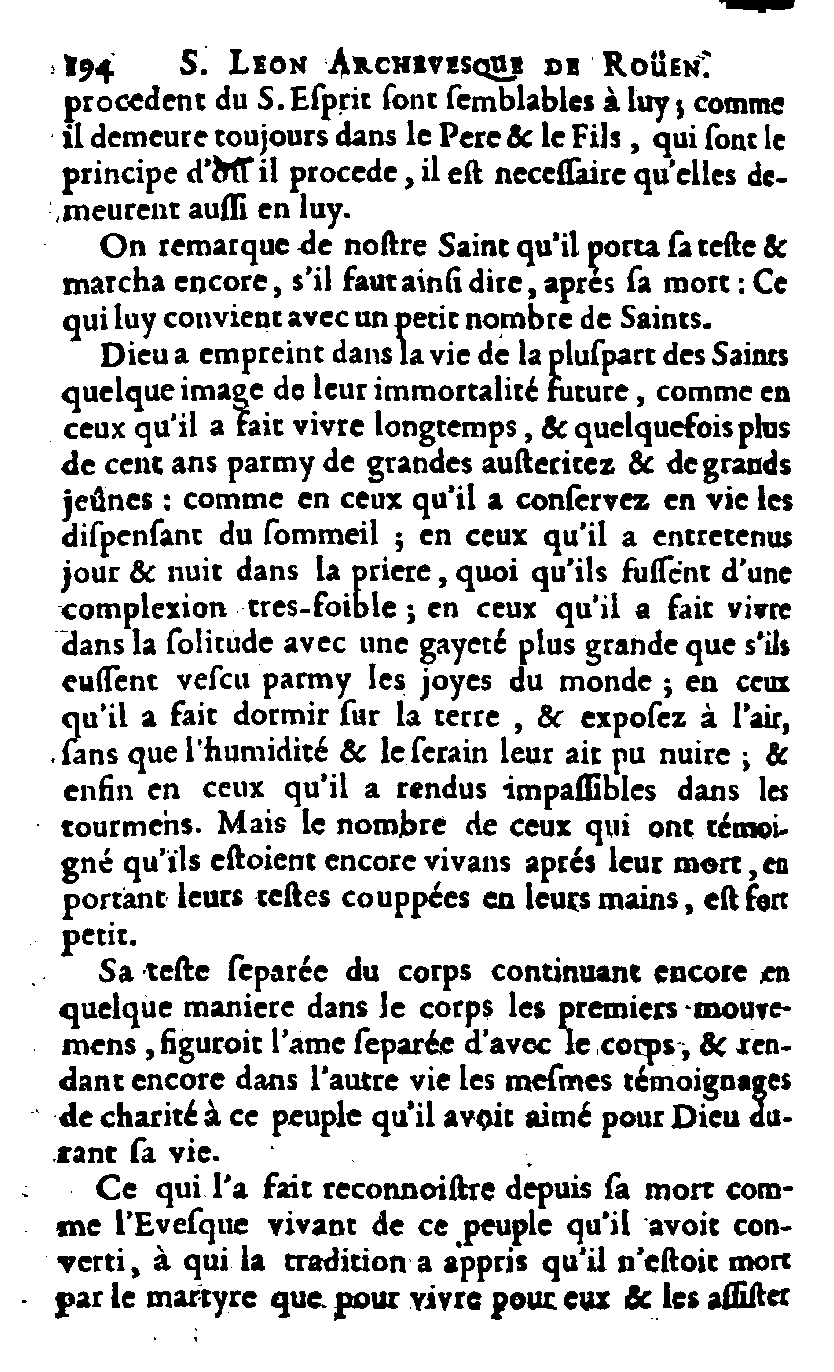 194 S. LEON ARCHEVESQUE DE ROÜEN.
procedent du S. Eſprit ſont ſemblables à luy ; comme
il demeure toujours dans le Pere & le Fils , qui ſont le
principe d'où il procede , il eſt neceſſaire qu'elles de-
meurent auſſi en luy.
On remarque de noſtre Saint qu'il porta ſa teſte &
marcha encore , s'il faut ainſi dire , aprés ſa mort : Ce
qui luy convient avec un petit nombre de Saints.
Dieu a empreint dans la vie de la pluſpart des Saints
quelque image de leur immortalité future , comme en
ceux qu'il a fait vivre longtemps , & quelquefois plus
de cent ans parmy de grandes auſteritez & de grands
jeûnes : comme en ceux qu'il a conſervez en vie les
diſpenſant du ſommeil ; en ceux qu'il a entretenus
jour & nuit dans la priere , quoi qu'ils fuſſent d'une
complexion tres-foible ; en ceux qu'il a fait vivre
dans la ſolitude avec une gayeté plus grande que s'ils
euſſent veſcu parmy les joyes du monde ; en ceux
qu'il a fait dormir ſur la terre , & expoſez à l'air,
ſans que l'humidité & le ſerain leur ait pu nuire ; &
enfin en ceux qu'il a rendus impaſſibles dans les
tourmens. Mais le nombre de ceux qui ont témoi-
gné qu'ils eſtoient encore vivans aprés leur mort , en
portant leurs teſtes couppées en leurs mains , eſt fort
petit.
Sa teſte ſeparée du corps continuant encore en
quelque maniere dans le corps les premiers mouve-
mens , figuroit l'ame ſeparée d'avec le corps , & ren-
dant encore dans l'autre vie les meſmes témoignages
de charité à ce peuple qu'il avoit aimé pour Dieu du-
rant ſa vie.
Ce qui l'a fait reconnoiſtre depuis ſa mort com-
me l'Eveſque vivant de ce peuple qu'il avoit con-
verti, à qui la tradition a appris qu'il n'eſtoit mort
par le martyre que pour vivre pour eux & les aſſiſter